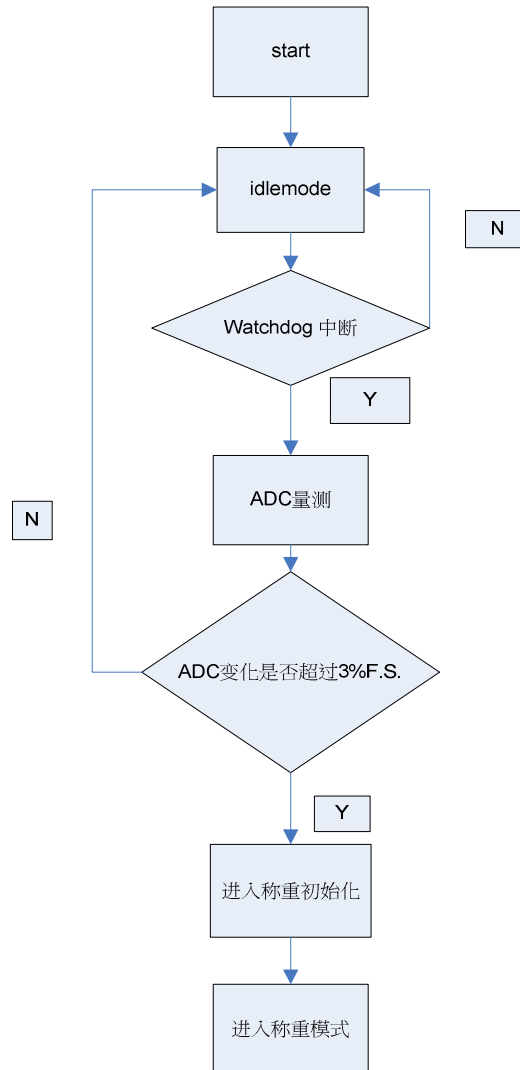 start
idlemode
N
Watchdog 中断
Y
ADC量测
N
ADC变化是否超过3%F.S.
Y
进入称重初始化
进入称重模式